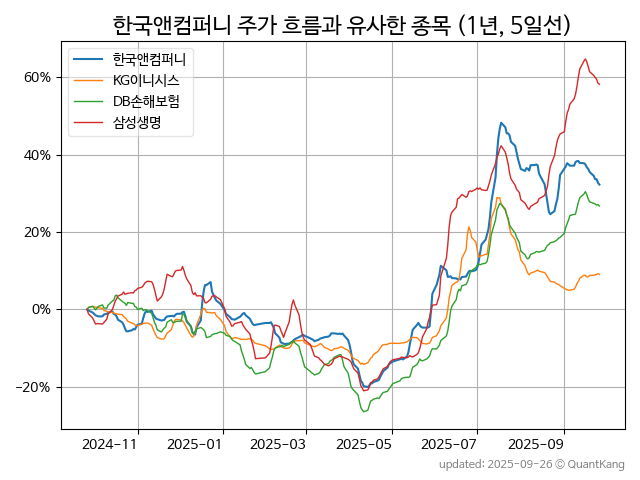 한국앤컴퍼니 주가 흐름과 유사한 종목 (1년, 5일선)
한국앤컴퍼니
KG이니시스
DB손해보험
삼성생명
60%
40%
20%
0%
−20%
2024-11 2025-01 2025-03 2025-05 2025-07 2025-09
updated: 2025-09-26 © QuantKang